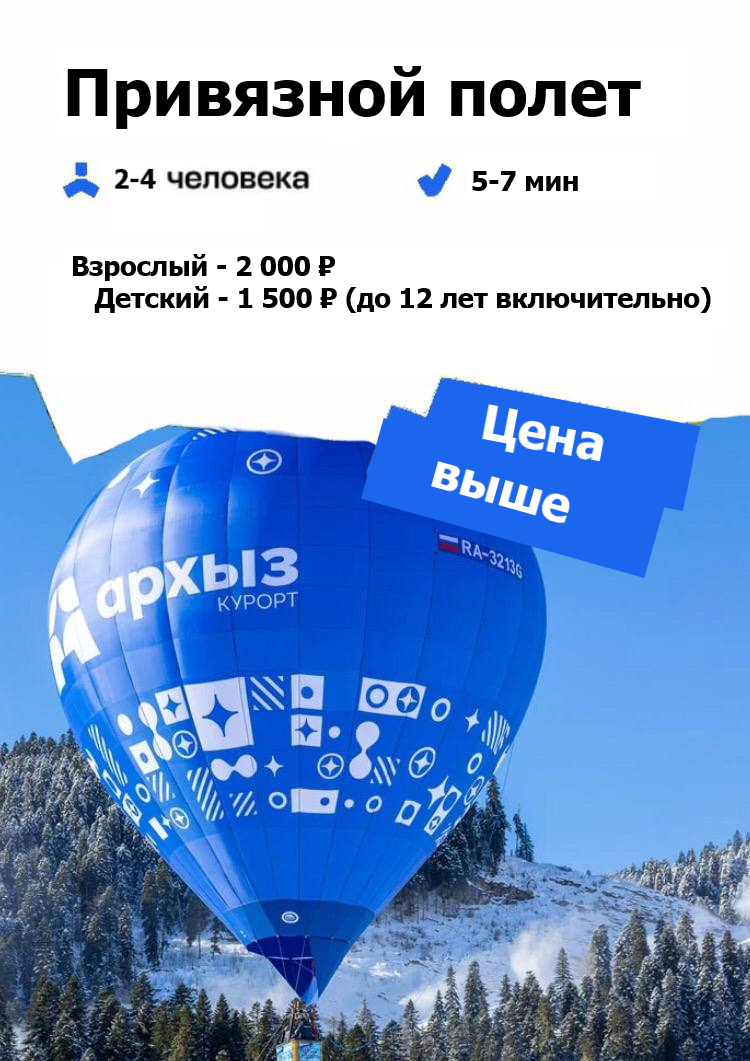 Привязной полет
2-4 человека
5-7 мин
Взрослый - 2 000 ₽
Детский - 1 500 ₽ (до 12 лет включительно)
Цена
выше
RA-3213G
архыз
КУРОРТ